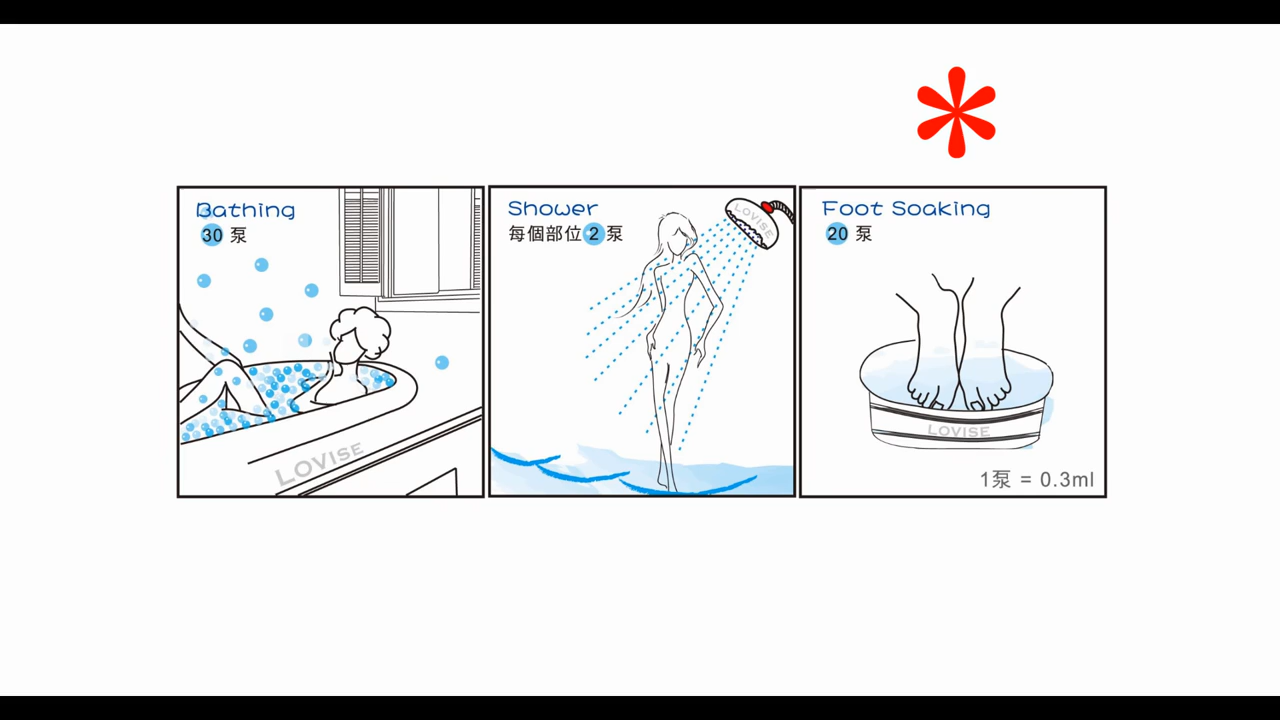 Bathing
30 泵
LOVISE
Shower
每個部位 2 泵
LOVISE
Foot Soaking
20 泵
LOVISE
1泵 = 0.3ml